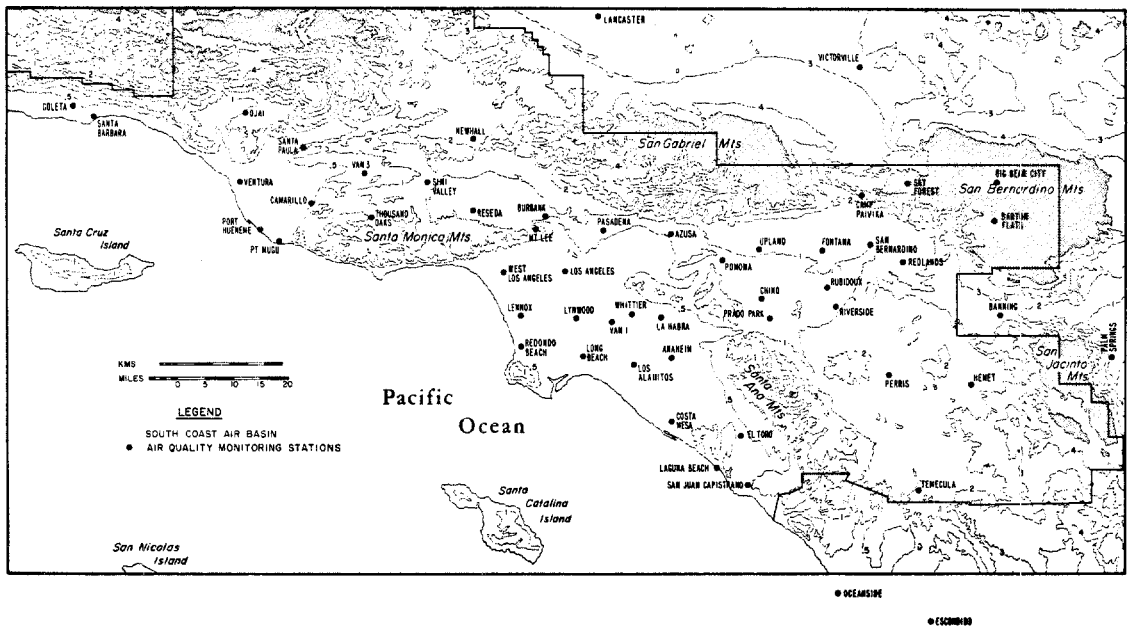 LANCASTER
VICTORVILLE
GOLETA
SANTA
BARBARA
OJAI
SANTA
PAULA
NEWHALL
San Gabriel Mts
VENTURA
VAN 3
SIMI
VALLEY
SKY
FOREST
BIG BEAR CITY
San Bernardino Mts
CAMP
PAIVIKA
CAMARILLO
THOUSAND
OAKS
RESEDA
BURBANK
MT LEE
PASADENA
AZUSA
BARTON
FLATS
PORT
HUENEME
PT MUGU
Santa Monica Mts
UPLAND
FONTANA
SAN
BERNARDINO
REDLANDS
Santa Cruz
Island
WEST
LOS ANGELES
LOS ANGELES
POMONA
CHINO
RUBIDOUX
RIVERSIDE
PRADO PARK
BANNING
LENNOX
LYNWOOD
WHITTIER
VAN 1
LA HABRA
REDONDO
BEACH
LONG
BEACH
LOS
ALAMITOS
ANAHEIM
Santa
Ana Mts
PERRIS
HEMET
San
Jacinto
Mts
PALM
SPRINGS
KMS
MILES 0 5 10 15 20
LEGEND
SOUTH COAST AIR BASIN
AIR QUALITY MONITORING STATIONS
Pacific
Ocean
COSTA
MESA
EL TORO
LAGUNA BEACH
SAN JUAN CAPISTRANO
TEMECULA
Santa
Catalina
Island
San Nicolas
Island
OCEANSIDE
ESCONDIDO